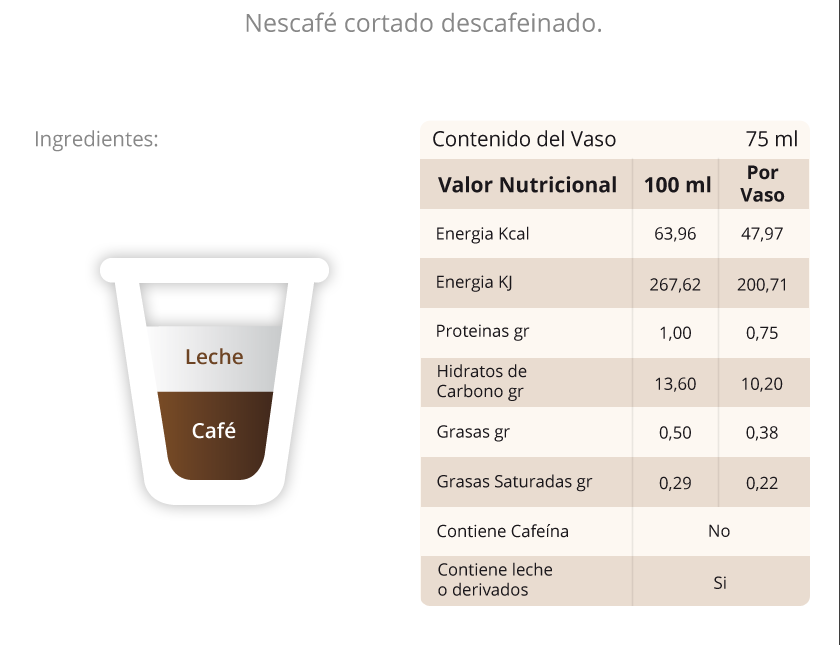 Nescafé cortado descafeinado.
Ingredientes:
Leche
Café
Contenido del Vaso 75 ml
Valor Nutricional 100 ml Por
Vaso
Energia Kcal 63,96 47,97
Energia KJ 267,62 200,71
Proteinas gr 1,00 0,75
Hidratos de
Carbono gr 13,60 10,20
Grasas gr 0,50 0,38
Grasas Saturadas gr 0,29 0,22
Contiene Cafeína No
Contiene leche
o derivados Si